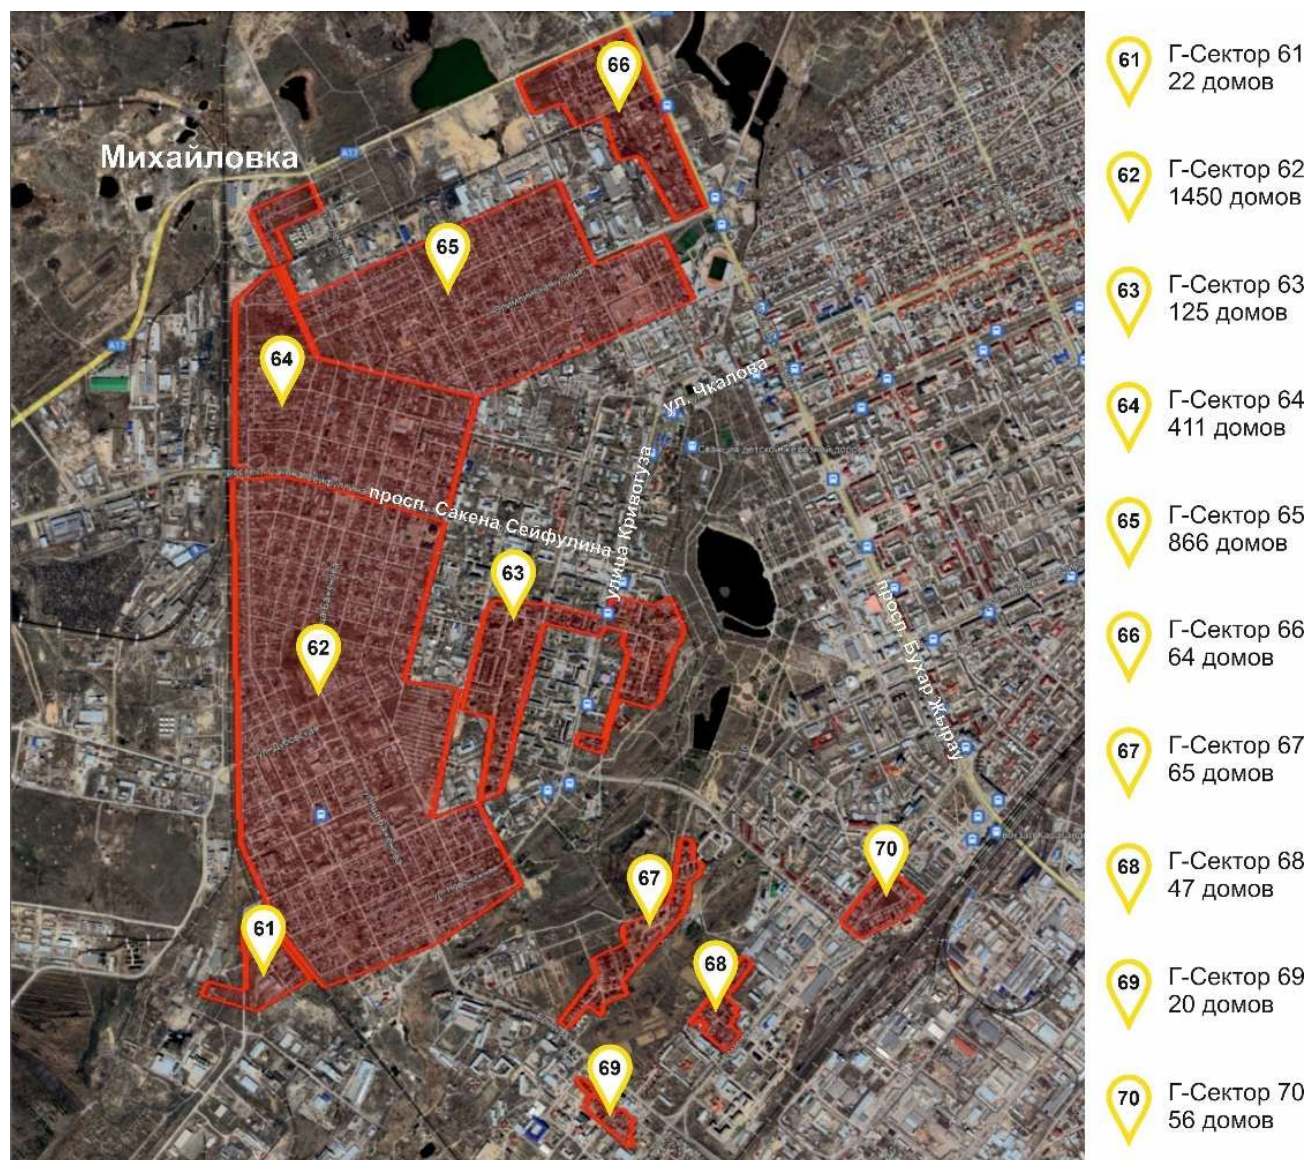 66
Михайловка
A17
65
A17
64
ул. Чкалова
улица Кривогуза
просп. Сакена Сейфулина
63
просп. Бухар Жырау
62
70
67
61
68
69
61 Г-Сектор 61
22 домов
62 Г-Сектор 62
1450 домов
63 Г-Сектор 63
125 домов
64 Г-Сектор 64
411 домов
65 Г-Сектор 65
866 домов
66 Г-Сектор 66
64 домов
67 Г-Сектор 67
65 домов
68 Г-Сектор 68
47 домов
69 Г-Сектор 69
20 домов
70 Г-Сектор 70
56 домов